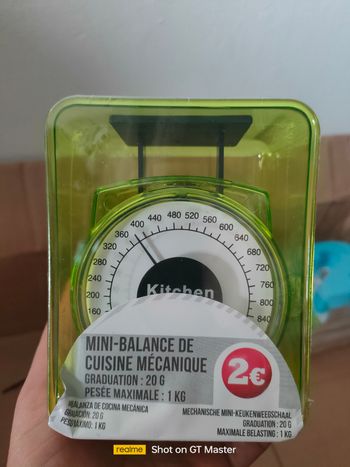 160
200
240
280
320
360
400
440 480 520
560
600
640
680
720
760
800
840
Kitchen
MINI-BALANCE DE
CUISINE MÉCANIQUE
GRADUATION : 20 G
PESÉE MAXIMALE : 1 KG
2€
BALANZA DE COCINA MECÁNICA
GRADUACIÓN: 20 G
PESO MÁXIMO: 1 KG
MECHANISCHE MINI-KEUKENWEEGSCHAAL
GRADUATION : 20 G
MAXIMALE BELASTING : 1 KG
realme Shot on GT Master